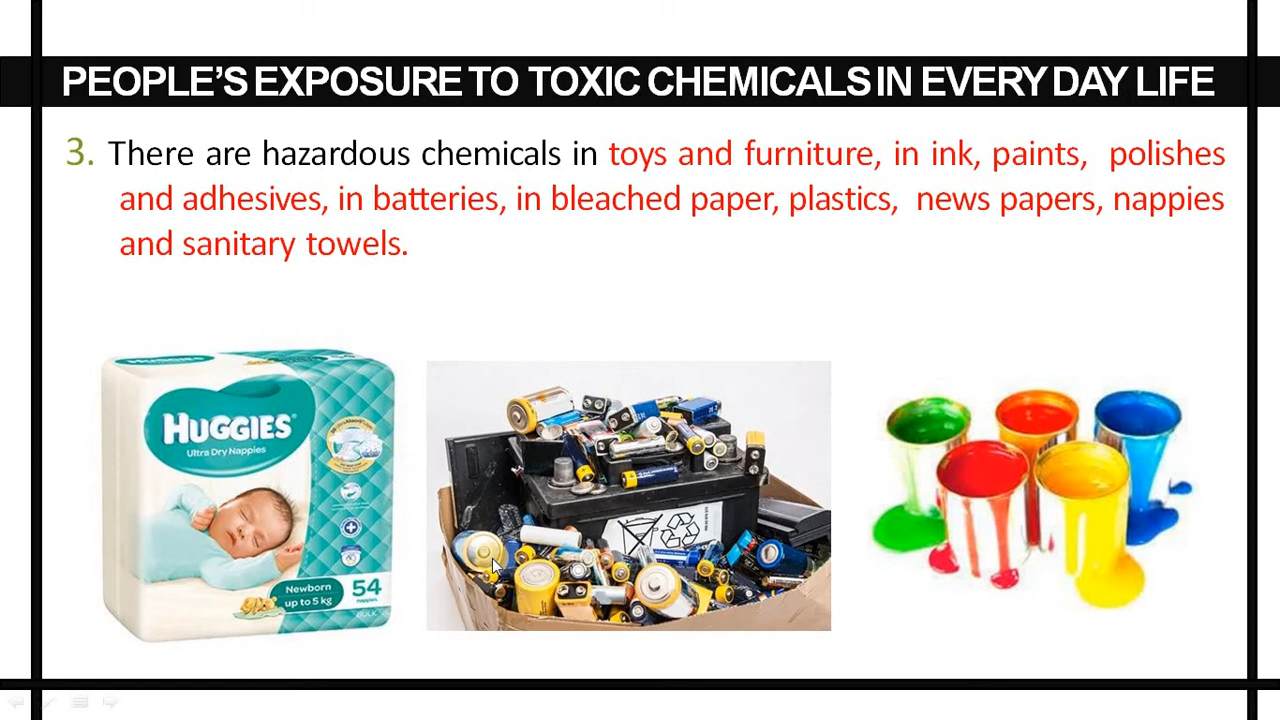 PEOPLE'S EXPOSURE TO TOXIC CHEMICALS IN EVERY DAY LIFE
3. There are hazardous chemicals in toys and furniture, in ink, paints, polishes
and adhesives, in batteries, in bleached paper, plastics, news papers, nappies
and sanitary towels.
HUGGIES
Ultra Dry Nappies
Newborn
up to 5 kg
54
nappies
BULK